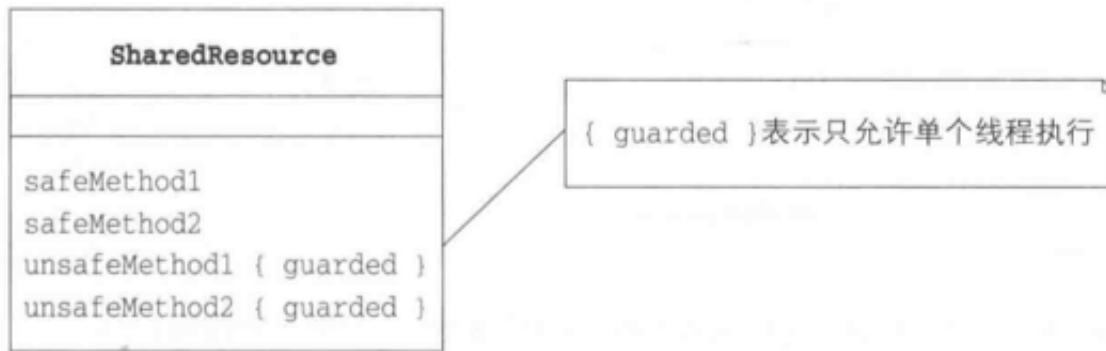 SharedResource
{ guarded }表示只允许单个线程执行
safeMethod1
safeMethod2
unsafeMethod1 { guarded }
unsafeMethod2 { guarded }